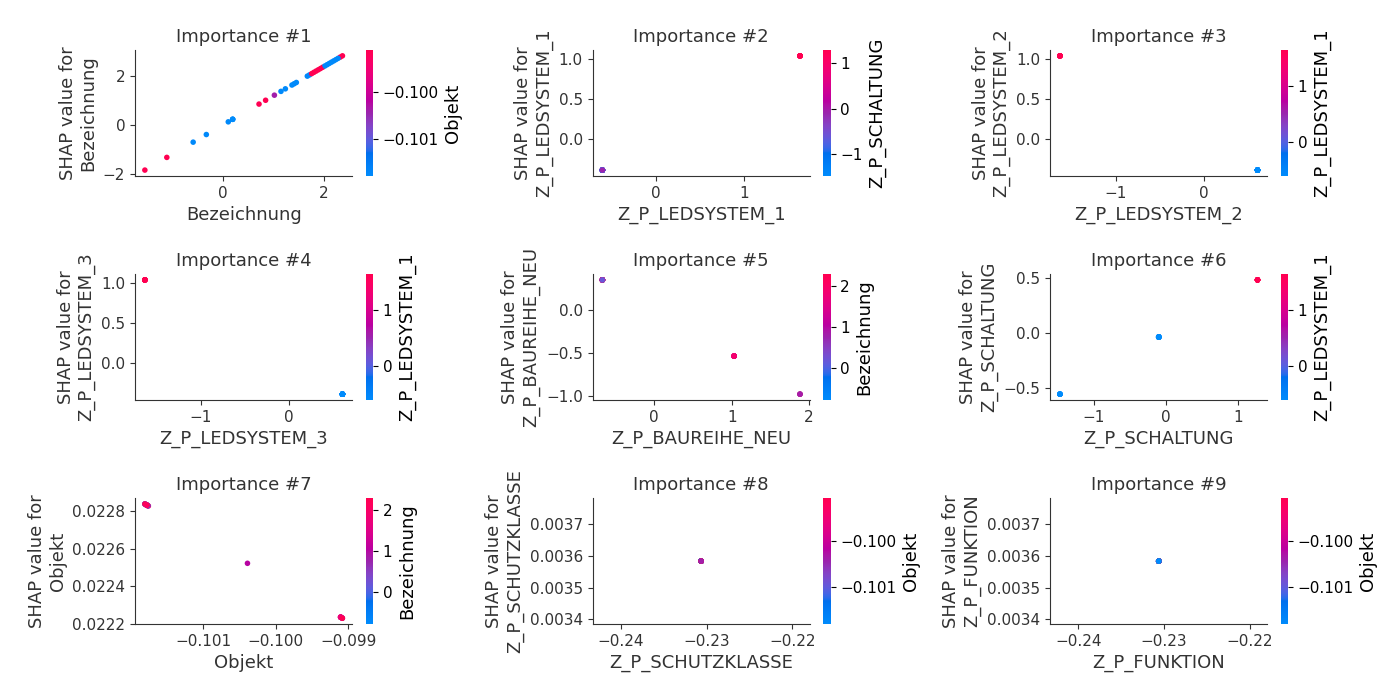 Importance #1
SHAP value for
Bezeichnung
2
0
−2
0
2
Bezeichnung
−0.100
−0.101
Objekt
Importance #2
SHAP value for
Z_P_LEDSYSTEM_1
1.0
0.5
0.0
0
1
Z_P_LEDSYSTEM_1
1
0
−1
Z_P_SCHALTUNG
Importance #3
SHAP value for
Z_P_LEDSYSTEM_2
1.0
0.5
0.0
−1
0
Z_P_LEDSYSTEM_2
1
0
Z_P_LEDSYSTEM_1
Importance #4
SHAP value for
Z_P_LEDSYSTEM_3
1.0
0.5
0.0
−1
0
Z_P_LEDSYSTEM_3
1
0
Z_P_LEDSYSTEM_1
Importance #5
SHAP value for
Z_P_BAUREIHE_NEU
0.0
−0.5
−1.0
0
1
2
Z_P_BAUREIHE_NEU
2
1
0
Bezeichnung
Importance #6
SHAP value for
Z_P_SCHALTUNG
0.5
0.0
−0.5
−1
0
1
Z_P_SCHALTUNG
1
0
Z_P_LEDSYSTEM_1
Importance #7
SHAP value for
Objekt
0.0228
0.0226
0.0224
0.0222
−0.101
−0.100
−0.099
Objekt
2
1
0
Bezeichnung
Importance #8
SHAP value for
Z_P_SCHUTZKLASSE
0.0037
0.0036
0.0035
0.0034
−0.24
−0.23
−0.22
Z_P_SCHUTZKLASSE
−0.100
−0.101
Objekt
Importance #9
SHAP value for
Z_P_FUNKTION
0.0037
0.0036
0.0035
0.0034
−0.24
−0.23
−0.22
Z_P_FUNKTION
−0.100
−0.101
Objekt